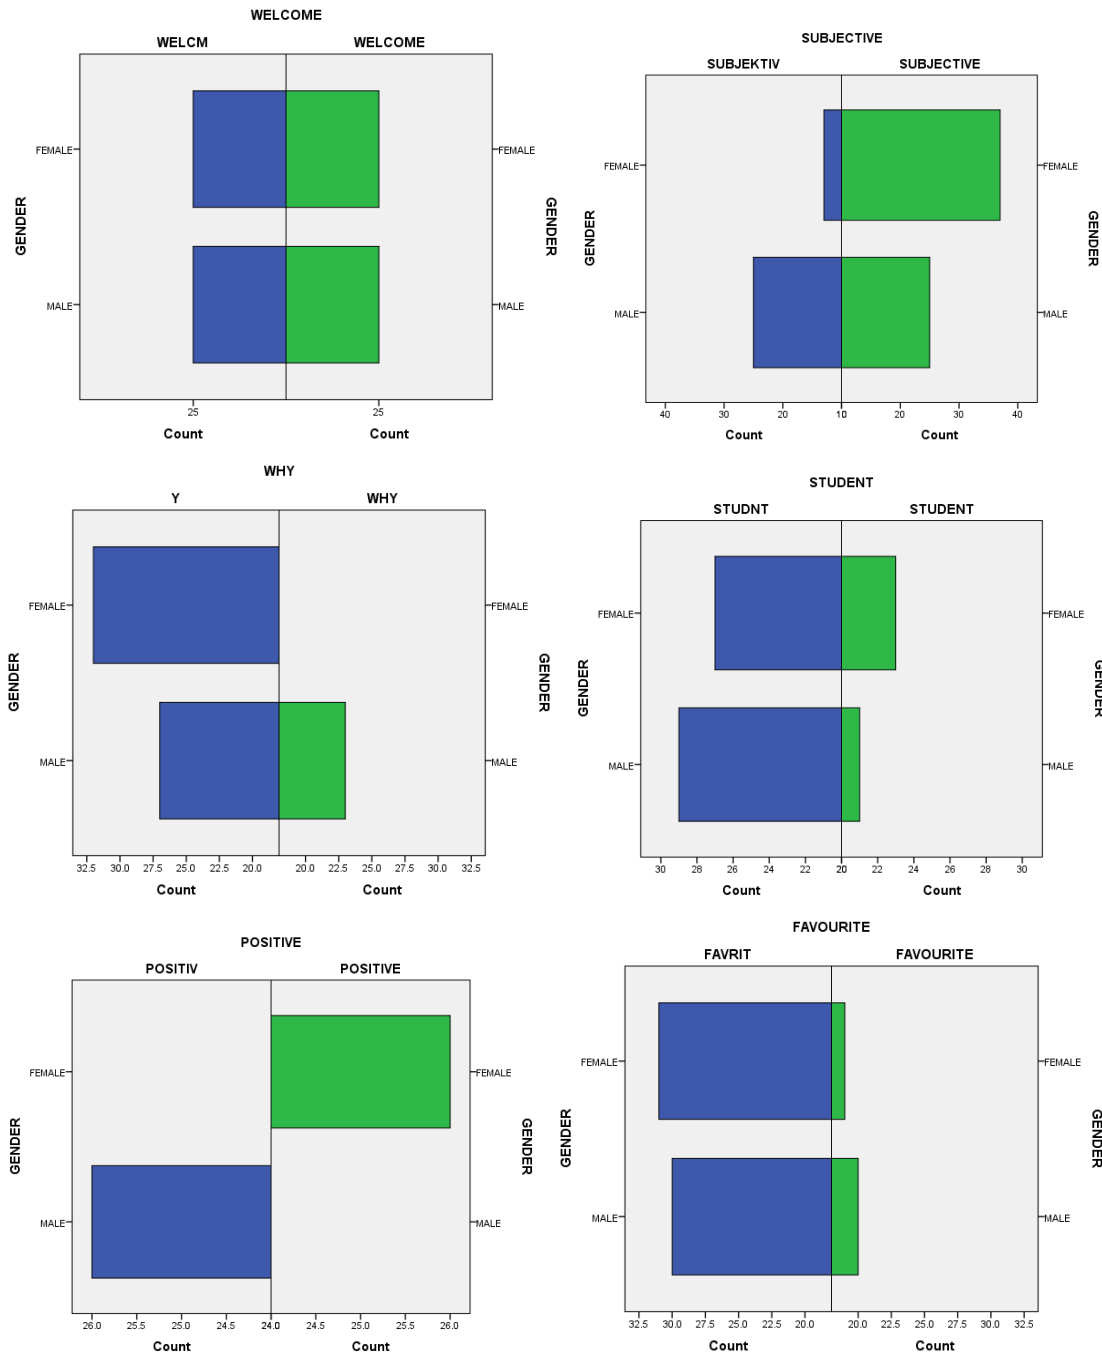 WELCOME
WELCM WELCOME
FEMALE FEMALE
GENDER GENDER
MALE MALE
25 25
Count Count
SUBJECTIVE
SUBJEKTIV SUBJECTIVE
FEMALE FEMALE
GENDER GENDER
MALE MALE
40 30 20 10 20 30 40
Count Count
WHY
Y WHY
FEMALE FEMALE
GENDER GENDER
MALE MALE
32.5 30.0 27.5 25.0 22.5 20.0 20.0 22.5 25.0 27.5 30.0 32.5
Count Count
STUDENT
STUDNT STUDENT
FEMALE FEMALE
GENDER GENDER
MALE MALE
30 28 26 24 22 20 22 24 26 28 30
Count Count
POSITIVE
POSITIV POSITIVE
FEMALE FEMALE
GENDER GENDER
MALE MALE
26.0 25.5 25.0 24.5 24.0 24.5 25.0 25.5 26.0
Count Count
FAVOURITE
FAVRIT FAVOURITE
FEMALE FEMALE
GENDER GENDER
MALE MALE
32.5 30.0 27.5 25.0 22.5 20.0 20.0 22.5 25.0 27.5 30.0 32.5
Count Count